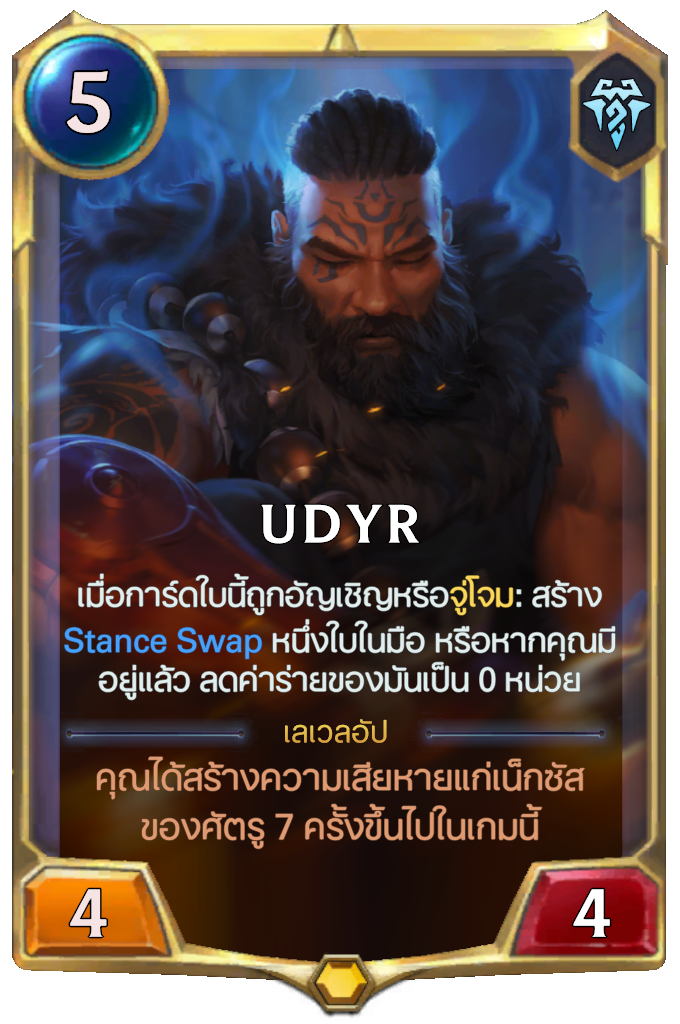 5
UDYR
เมื่อการ์ดใบนี้ถูกอัญเชิญหรือจู่โจม: สร้าง
Stance Swap หนึ่งใบในมือ หรือหากคุณมี
อยู่แล้ว ลดค่าร่ายของมันเป็น 0 หน่วย
เลเวลอัป
คุณได้สร้างความเสียหายแก่เน็กซัส
ของศัตรู 7 ครั้งขึ้นไปในเกมนี้
4
4